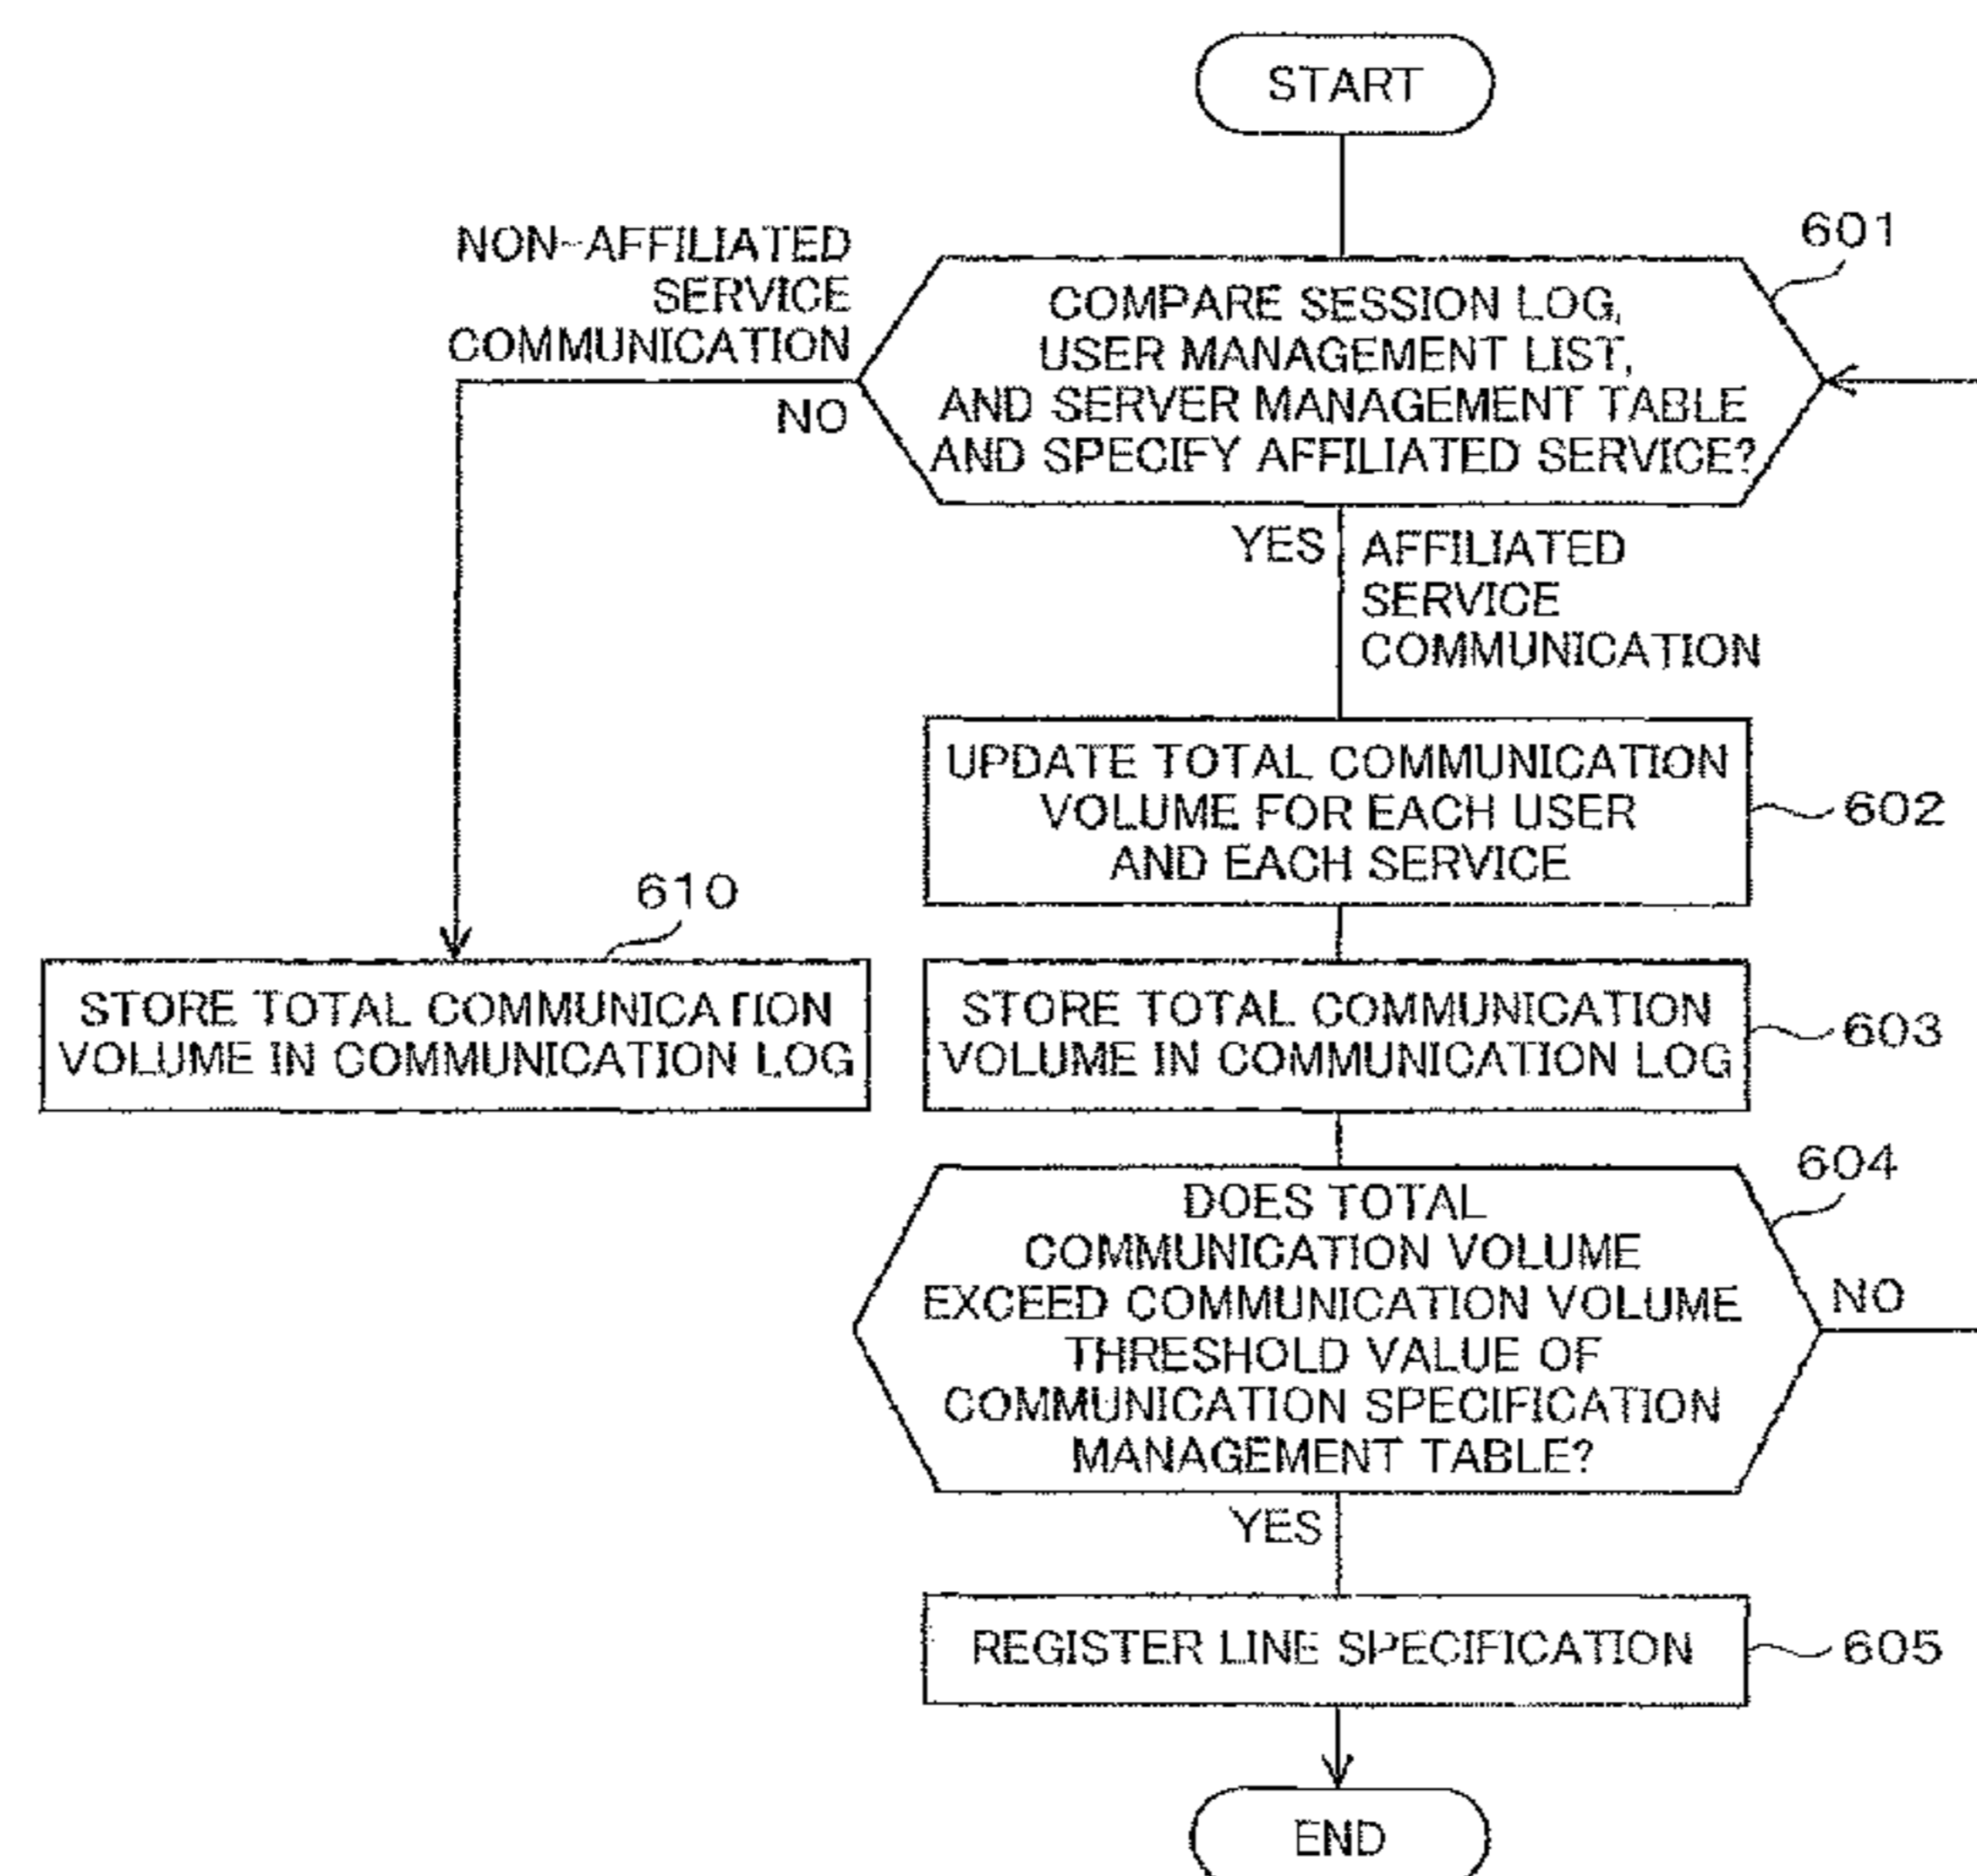 START
601
NON-AFFILIATED
SERVICE
COMMUNICATION
NO
COMPARE SESSION LOG,
USER MANAGEMENT LIST,
AND SERVER MANAGEMENT TABLE
AND SPECIFY AFFILIATED SERVICE?
YES
AFFILIATED
SERVICE
COMMUNICATION
UPDATE TOTAL COMMUNICATION
VOLUME FOR EACH USER
AND EACH SERVICE
602
610
STORE TOTAL COMMUNICATION
VOLUME IN COMMUNICATION LOG
STORE TOTAL COMMUNICATION
VOLUME IN COMMUNICATION LOG
603
604
DOES TOTAL
COMMUNICATION VOLUME
EXCEED COMMUNICATION VOLUME
THRESHOLD VALUE OF
COMMUNICATION SPECIFICATION
MANAGEMENT TABLE?
NO
YES
REGISTER LINE SPECIFICATION
605
END